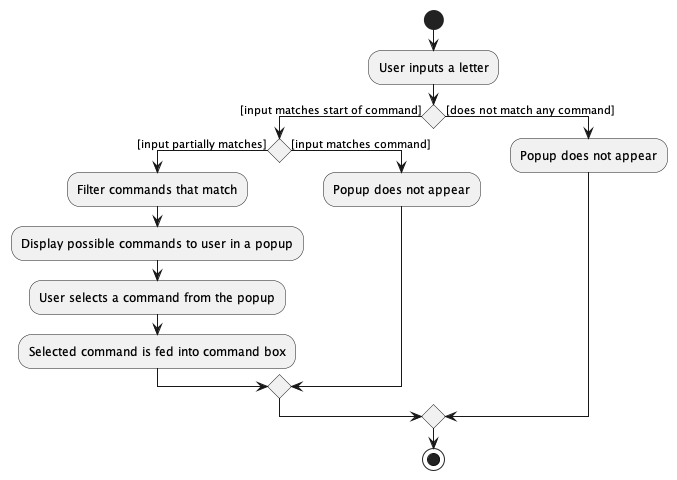 User inputs a letter
[input matches start of command]
[does not match any command]
[input partially matches]
[input matches command]
Popup does not appear
Filter commands that match
Popup does not appear
Display possible commands to user in a popup
User selects a command from the popup
Selected command is fed into command box